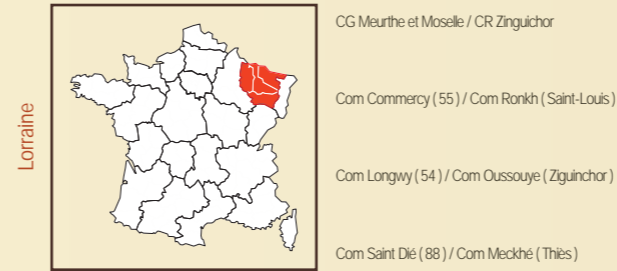 Lorraine
CG Meurthe et Moselle / CR Zinguichor
Com Commercy ( 55 ) / Com Ronkh ( Saint-Louis )
Com Longwy ( 54 ) / Com Oussouye ( Ziguinchor )
Com Saint Dié ( 88 ) / Com Meckhé ( Thiès )